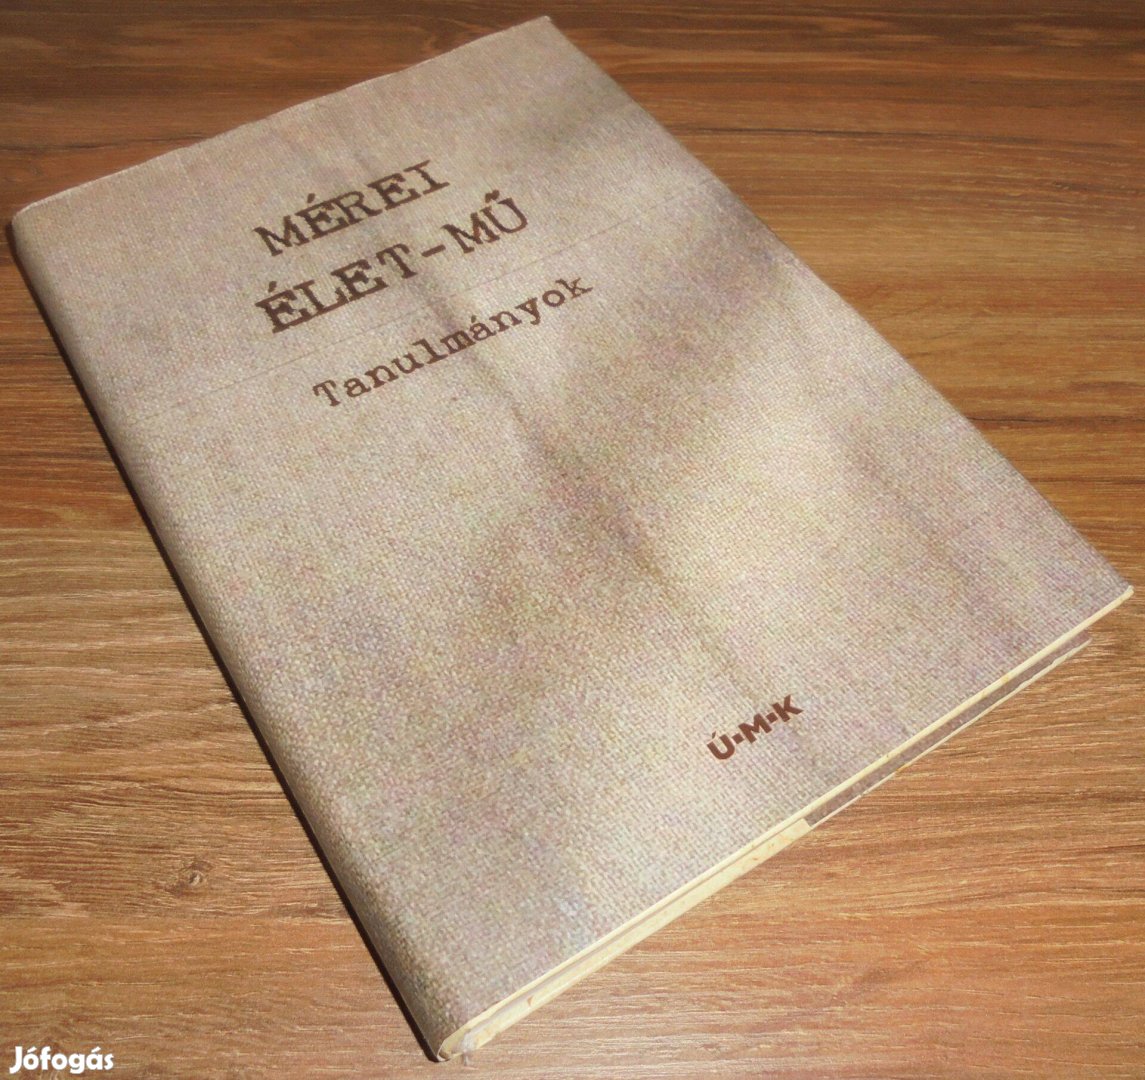 MÉREI
ÉLET-MŰ
Tanulmányok
Ú·M·K
Jófogás